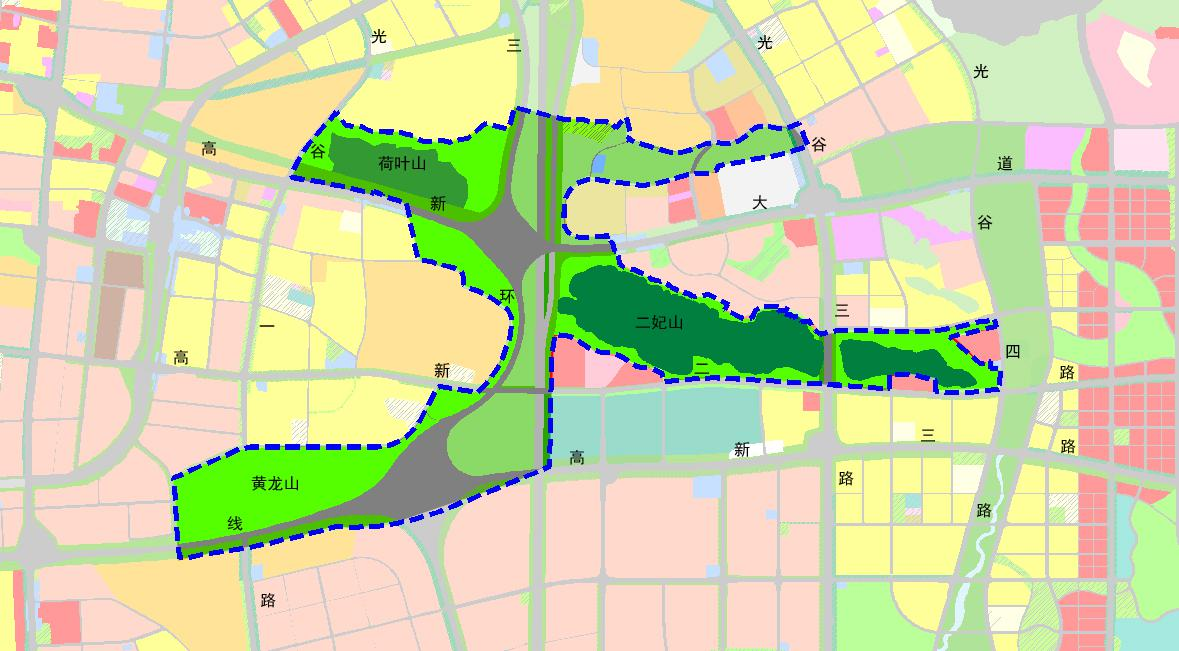 光
三
光
光
高
谷
荷叶山
谷
道
新
大
谷
环
二妃山
三
一
高
新
二
四
路
高
新
三
路
黄龙山
路
线
路
路